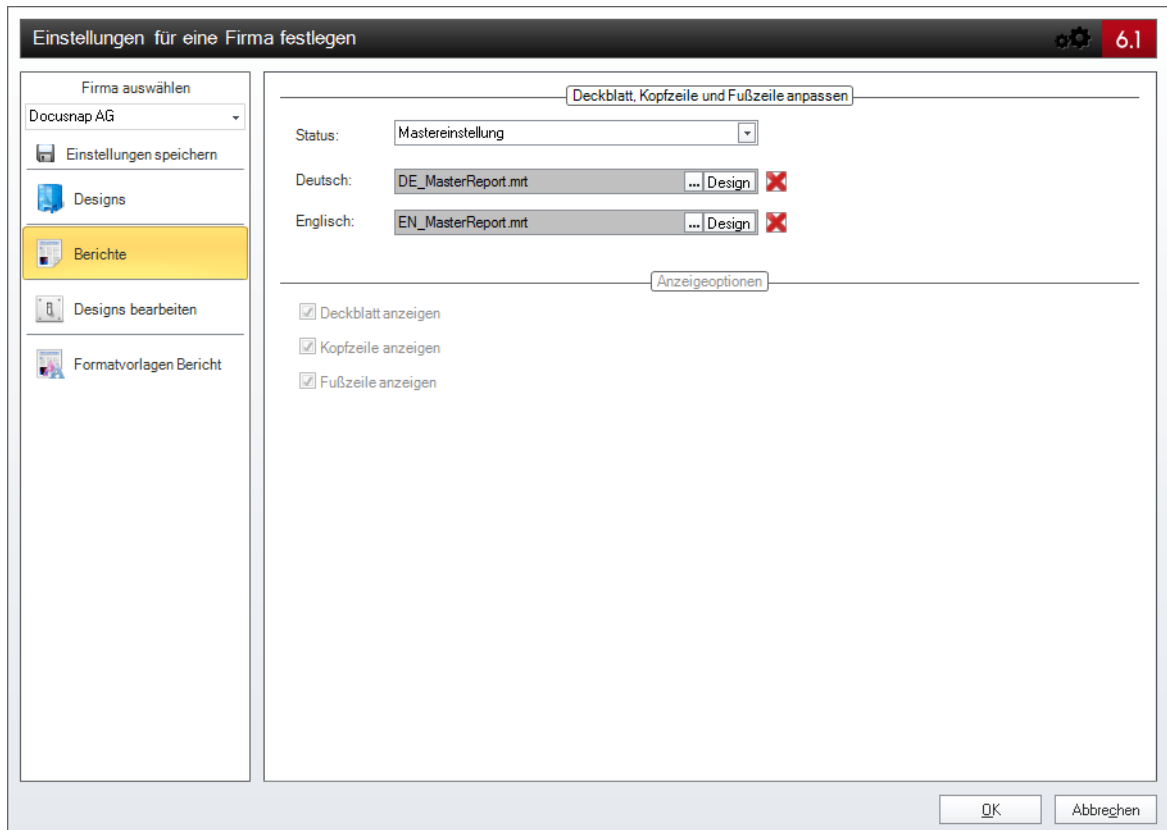 Einstellungen für eine Firma festlegen
6.1
Firma auswählen
Docusnap AG
Einstellungen speichern
Designs
Berichte
Designs bearbeiten
Formatvorlagen Bericht
Deckblatt, Kopfzeile und Fußzeile anpassen
Status: Mastereinstellung
Deutsch: DE_MasterReport.mrt ... Design
Englisch: EN_MasterReport.mrt ... Design
Anzeigeoptionen
Deckblatt anzeigen
Kopfzeile anzeigen
Fußzeile anzeigen
OK Abbrechen